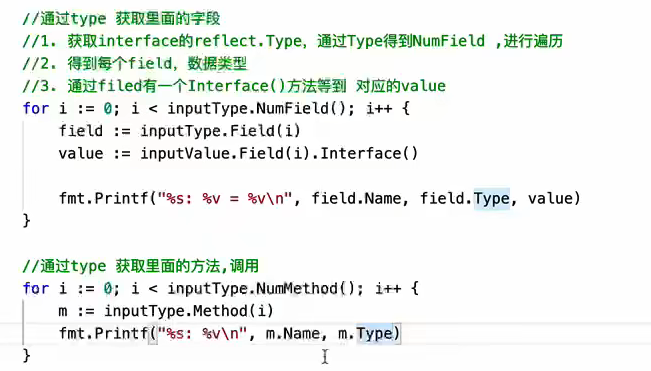 //通过type 获取里面的字段
//1. 获取interface的reflect.Type，通过Type得到NumField ,进行遍历
//2. 得到每个field，数据类型
//3. 通过filed有一个Interface()方法等到 对应的value
for i := 0; i < inputType.NumField(); i++ {
    field := inputType.Field(i)
    value := inputValue.Field(i).Interface()
    fmt.Printf("%s: %v = %v\n", field.Name, field.Type, value)
}
//通过type 获取里面的方法,调用
for i := 0; i < inputType.NumMethod(); i++ {
    m := inputType.Method(i)
    fmt.Printf("%s: %v\n", m.Name, m.Type)
}